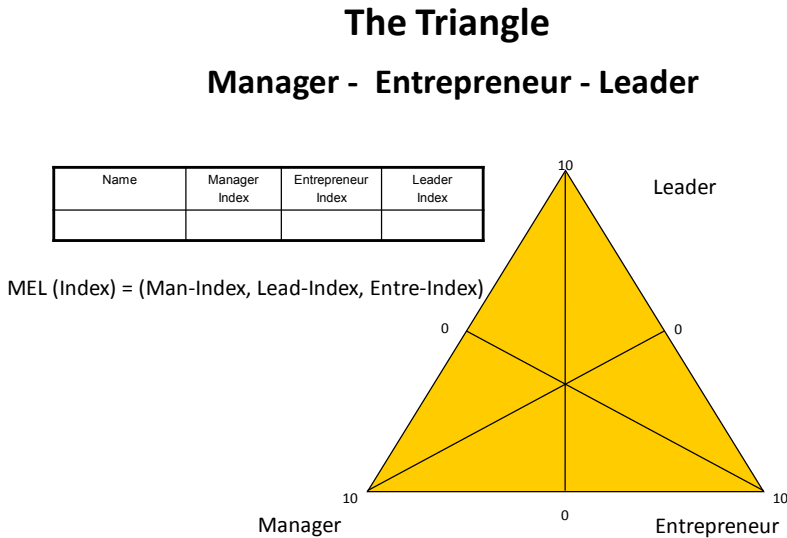 The Triangle
Manager - Entrepreneur - Leader
Name
Manager
Index
Entrepreneur
Index
Leader
Index
MEL (Index) = (Man-Index, Lead-Index, Entre-Index)
10
Leader
0
0
10
Manager
0
10
Entrepreneur